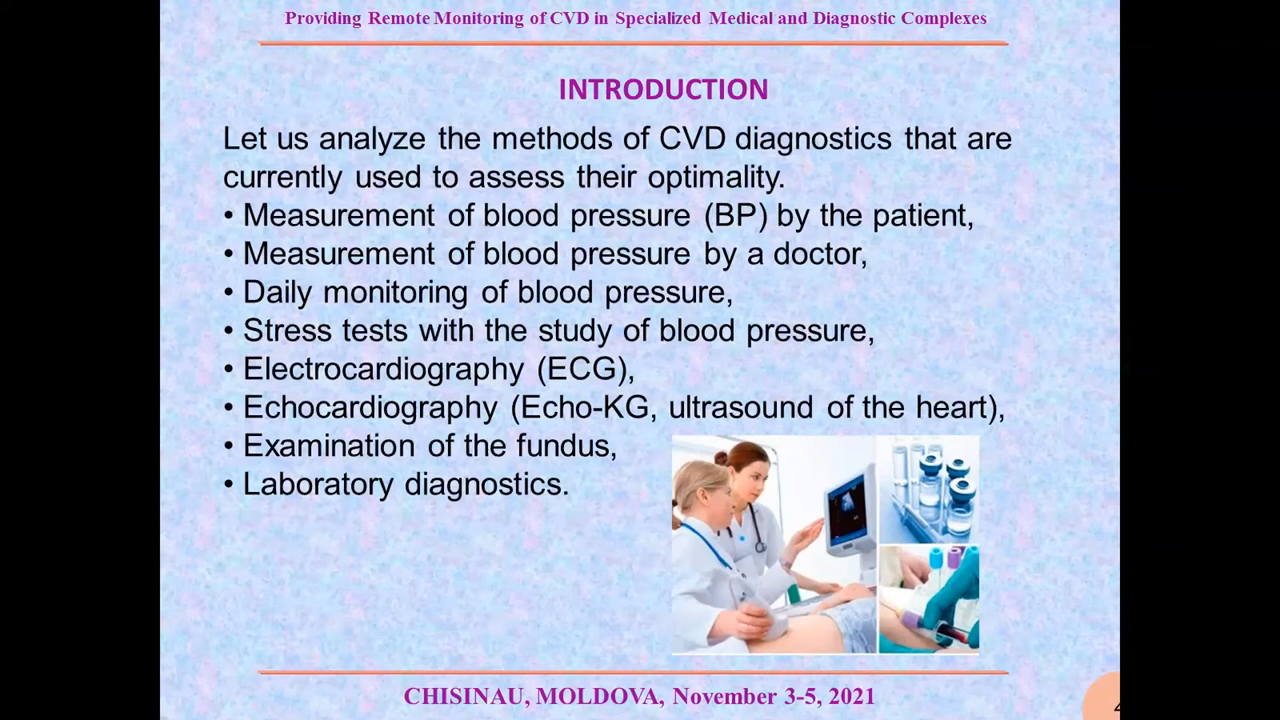 Providing Remote Monitoring of CVD in Specialized Medical and Diagnostic Complexes
INTRODUCTION
Let us analyze the methods of CVD diagnostics that are
currently used to assess their optimality.
• Measurement of blood pressure (BP) by the patient,
• Measurement of blood pressure by a doctor,
• Daily monitoring of blood pressure,
• Stress tests with the study of blood pressure,
• Electrocardiography (ECG),
• Echocardiography (Echo-KG, ultrasound of the heart),
• Examination of the fundus,
• Laboratory diagnostics.
CHISINAU, MOLDOVA, November 3-5, 2021